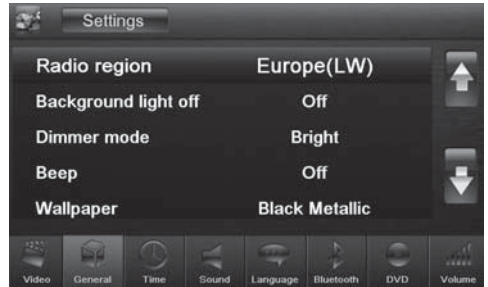 Settings
Radio region Europe(LW)
Background light off Off
Dimmer mode Bright
Beep Off
Wallpaper Black Metallic
Video General Time Sound Language Bluetooth DVD Volume